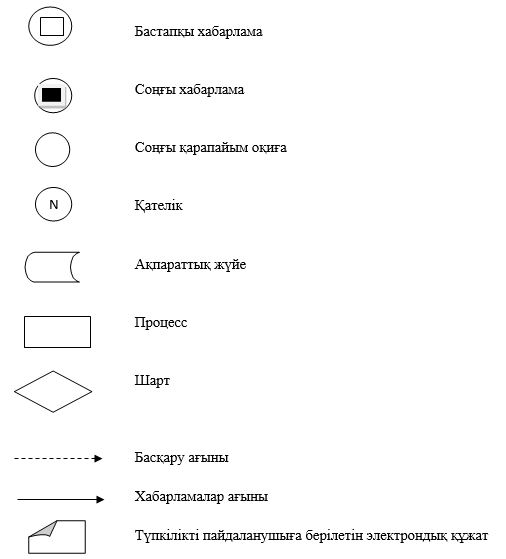 Бастапқы хабарлама
Соңғы хабарлама
Соңғы қарапайым оқиға
N
Қателік
Ақпараттық жүйе
Процесс
Шарт
Басқару ағыны
Хабарламалар ағыны
Түпкілікті пайдаланушыға берілетін электрондық құжат